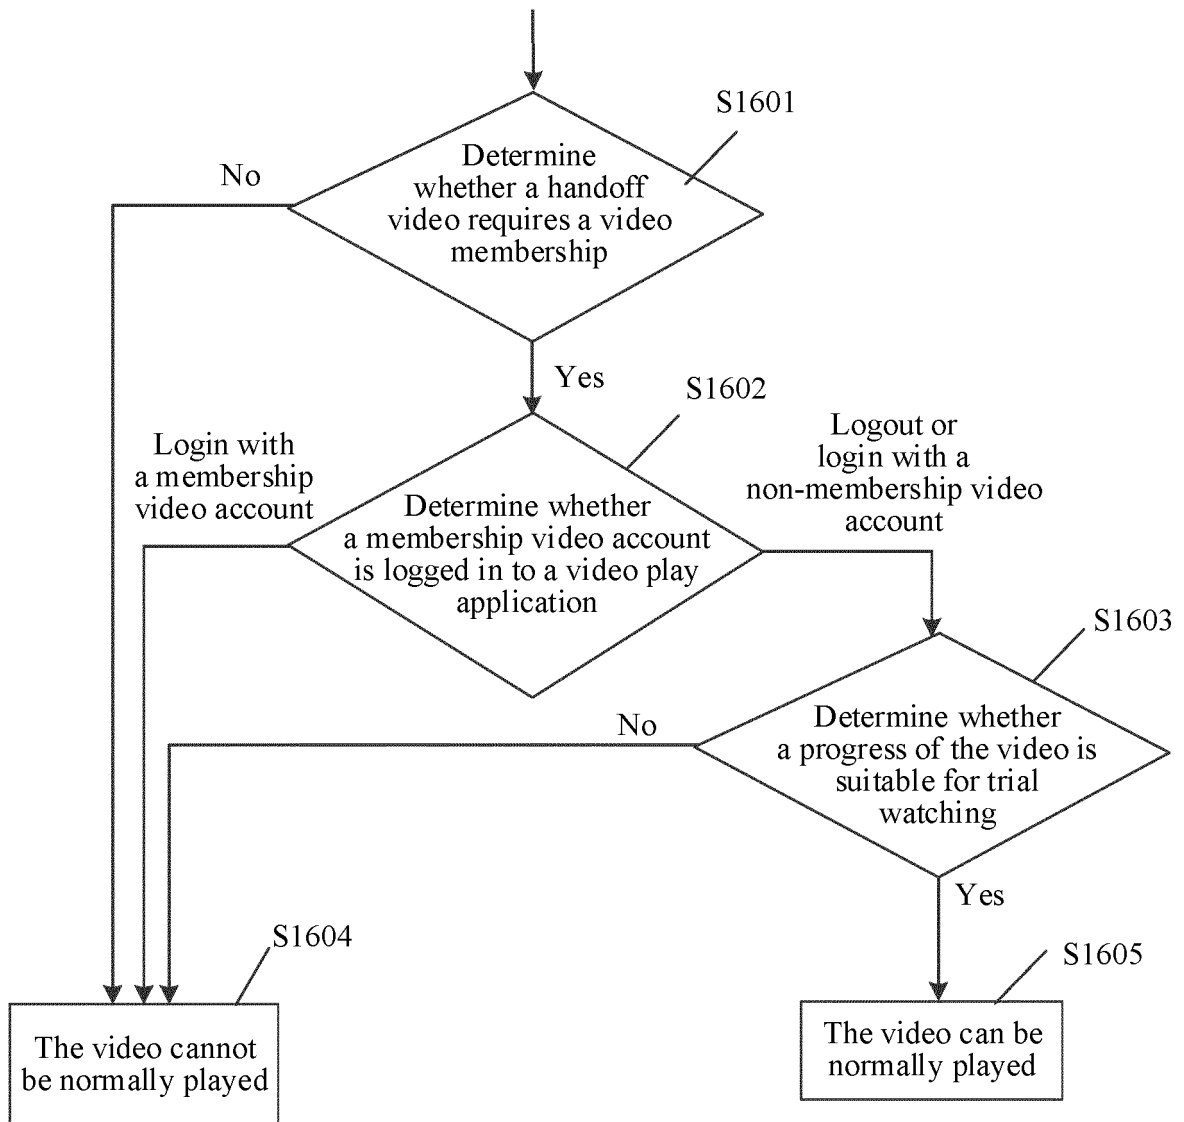 S1601
Determine
whether a handoff
video requires a video
membership
No
Yes
S1602
Login with
a membership
video account
Logout or
login with a
non-membership video
account
Determine whether
a membership video account
is logged in to a video play
application
S1603
No
Determine whether
a progress of the video is
suitable for trial
watching
Yes
S1604
S1605
The video cannot
be normally played
The video can be
normally played